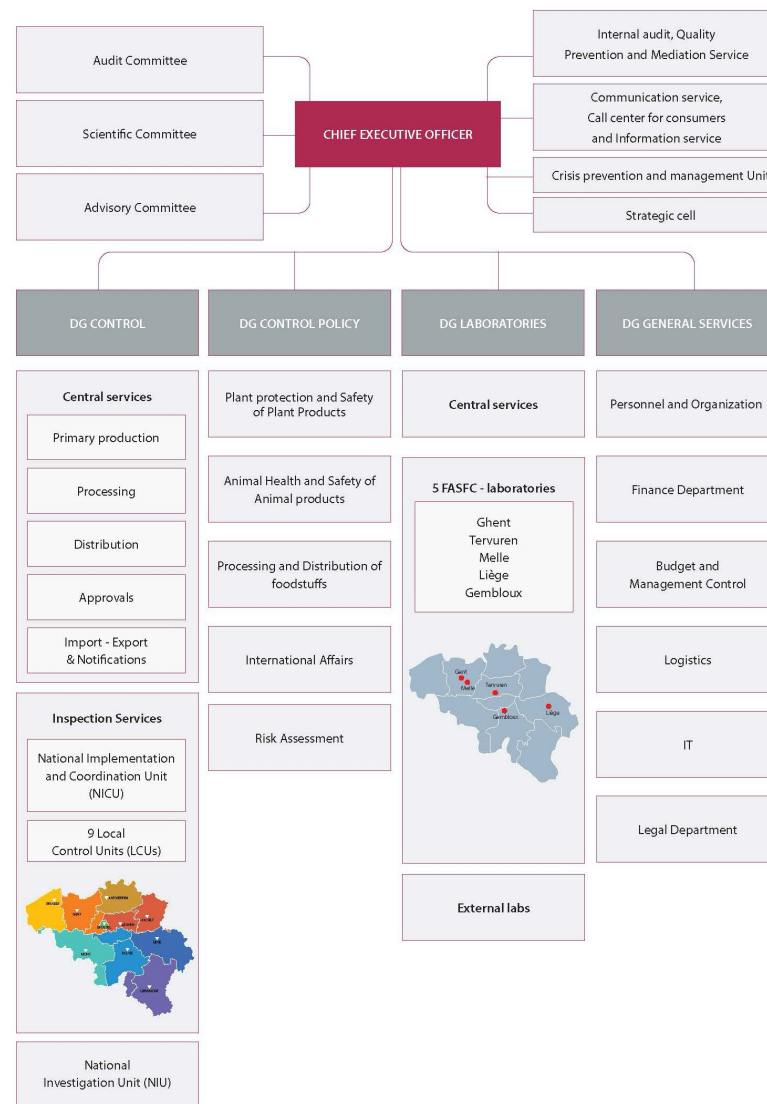 Audit Committee
Scientific Committee
Advisory Committee
CHIEF EXECUTIVE OFFICER
Internal audit, Quality
Prevention and Mediation Service
Communication service,
Call center for consumers
and Information service
Crisis prevention and management Unit
Strategic cell
DG CONTROL
Central services
Primary production
Processing
Distribution
Approvals
Import - Export
& Notifications
Inspection Services
National Implementation
and Coordination Unit
(NICU)
9 Local
Control Units (LCUs)
National
Investigation Unit (NIU)
DG CONTROL POLICY
Plant protection and Safety
of Plant Products
Animal Health and Safety of
Animal products
Processing and Distribution of
foodstuffs
International Affairs
Risk Assessment
DG LABORATORIES
Central services
5 FASFC - laboratories
Ghent
Tervuren
Melle
Liège
Gembloux
Gent
Melle
Tervuren
Gembloux
Liège
External labs
DG GENERAL SERVICES
Personnel and Organization
Finance Department
Budget and
Management Control
Logistics
IT
Legal Department